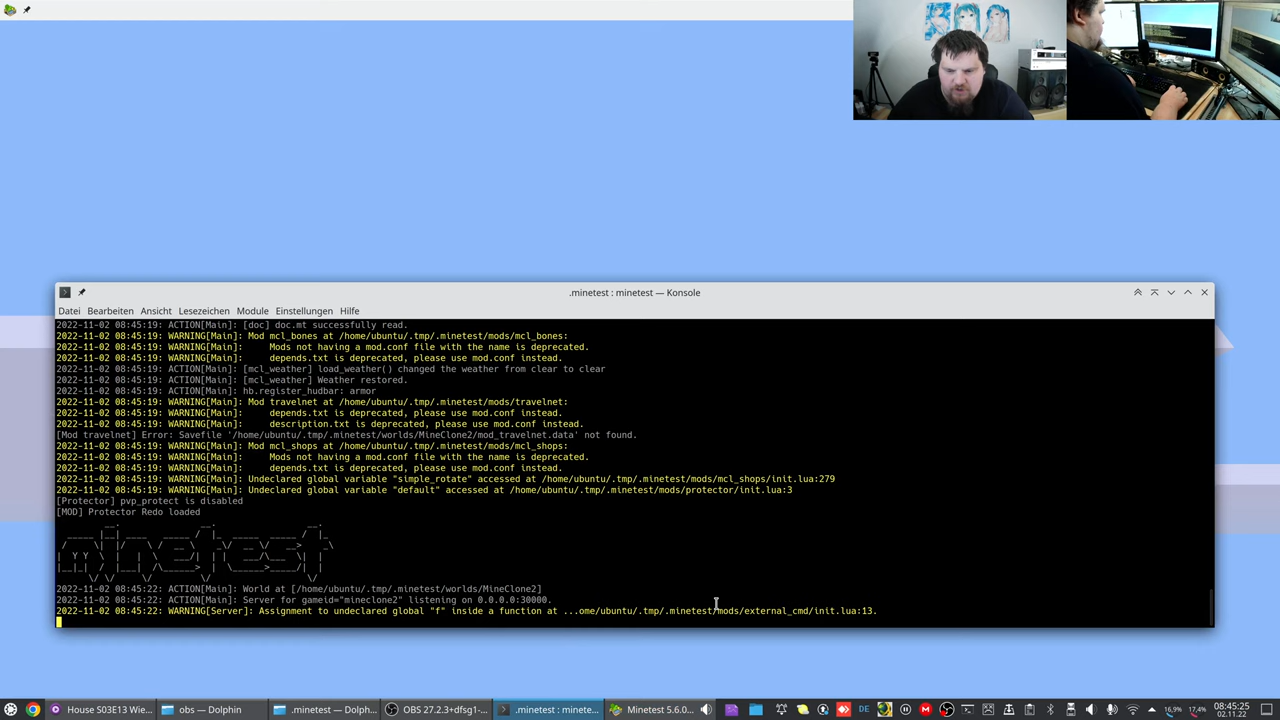 .minetest : minetest — Konsole
Datei Bearbeiten Ansicht Lesezeichen Module Einstellungen Hilfe
2022-11-02 08:45:19: ACTION[Main]: [doc] doc.mt successfully read.
2022-11-02 08:45:19: WARNING[Main]: Mod mcl_bones at /home/ubuntu/.tmp/.minetest/mods/mcl_bones:
2022-11-02 08:45:19: WARNING[Main]:     Mods not having a mod.conf file with the name is deprecated.
2022-11-02 08:45:19: WARNING[Main]:     depends.txt is deprecated, please use mod.conf instead.
2022-11-02 08:45:19: ACTION[Main]: [mcl_weather] load_weather() changed the weather from clear to clear
2022-11-02 08:45:19: ACTION[Main]: [mcl_weather] Weather restored.
2022-11-02 08:45:19: ACTION[Main]: hb.register_hudbar: armor
2022-11-02 08:45:19: WARNING[Main]: Mod travelnet at /home/ubuntu/.tmp/.minetest/mods/travelnet:
2022-11-02 08:45:19: WARNING[Main]:     depends.txt is deprecated, please use mod.conf instead.
2022-11-02 08:45:19: WARNING[Main]:     description.txt is deprecated, please use mod.conf instead.
[Mod travelnet] Error: Savefile '/home/ubuntu/.tmp/.minetest/worlds/MineClone2/mod_travelnet.data' not found.
2022-11-02 08:45:19: WARNING[Main]: Mod mcl_shops at /home/ubuntu/.tmp/.minetest/mods/mcl_shops:
2022-11-02 08:45:19: WARNING[Main]:     Mods not having a mod.conf file with the name is deprecated.
2022-11-02 08:45:19: WARNING[Main]:     depends.txt is deprecated, please use mod.conf instead.
2022-11-02 08:45:19: WARNING[Main]: Undeclared global variable "simple_rotate" accessed at /home/ubuntu/.tmp/.minetest/mods/mcl_shops/init.lua:279
2022-11-02 08:45:19: WARNING[Main]: Undeclared global variable "default" accessed at /home/ubuntu/.tmp/.minetest/mods/protector/init.lua:3
[Protector] pvp_protect is disabled
[MOD] Protector Redo loaded
2022-11-02 08:45:22: ACTION[Main]: World at [/home/ubuntu/.tmp/.minetest/worlds/MineClone2]
2022-11-02 08:45:22: ACTION[Main]: Server for gameid="mineclone2" listening on 0.0.0.0:30000.
2022-11-02 08:45:22: WARNING[Server]: Assignment to undeclared global "f" inside a function at ...ome/ubuntu/.tmp/.minetest/mods/external_cmd/init.lua:13.
House S03E13 Wie... obs — Dolphin .minetest — Dolph... OBS 27.2.3+dfsg1-... .minetest : minete... Minetest 5.6.0... DE 16,9% 17,4% 08:45:25
02.11.22